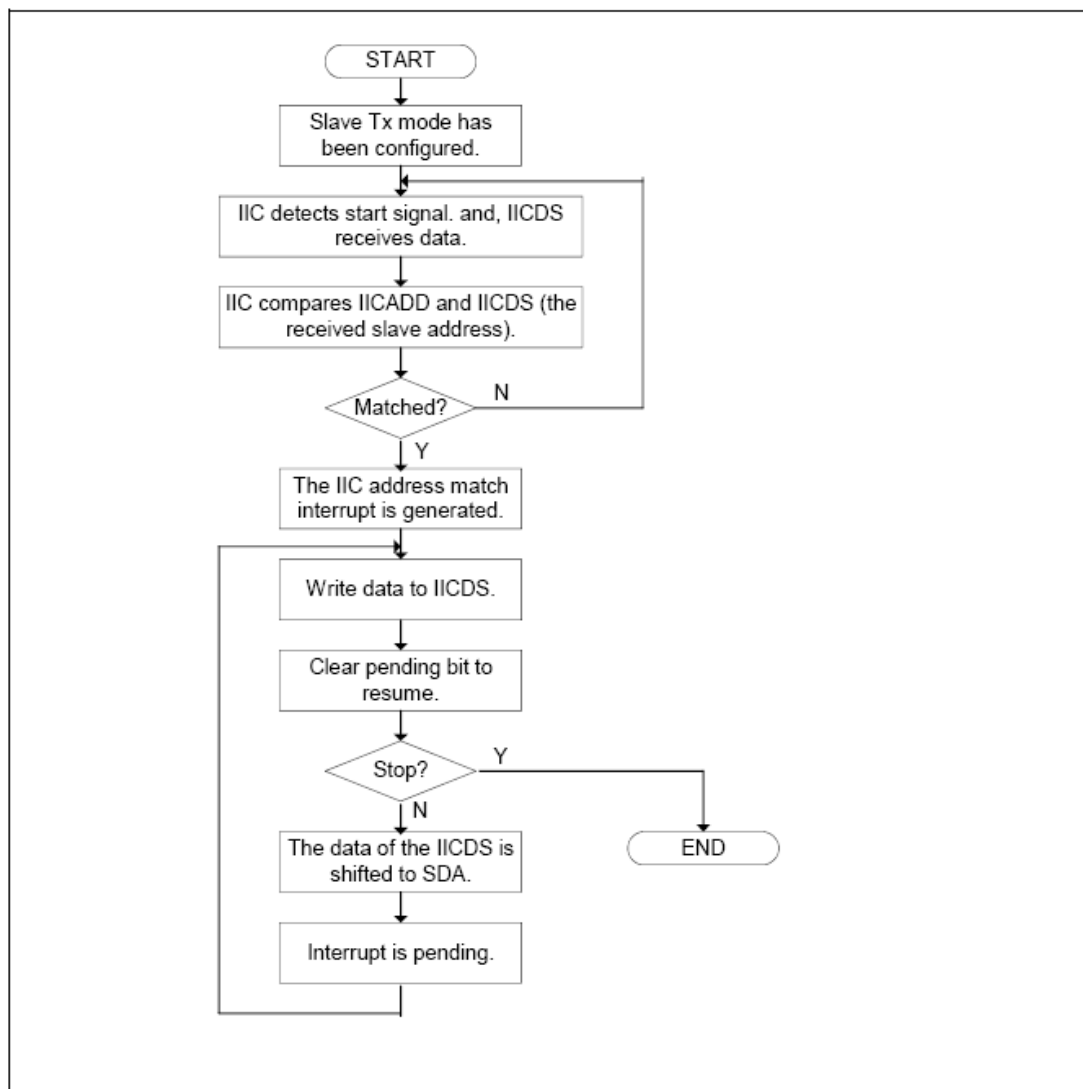 START
Slave Tx mode has
been configured.
IIC detects start signal. and, IICDS
receives data.
IIC compares IICADD and IICDS (the
received slave address).
Matched?
N
Y
The IIC address match
interrupt is generated.
Write data to IICDS.
Clear pending bit to
resume.
Stop?
Y
N
The data of the IICDS is
shifted to SDA.
END
Interrupt is pending.